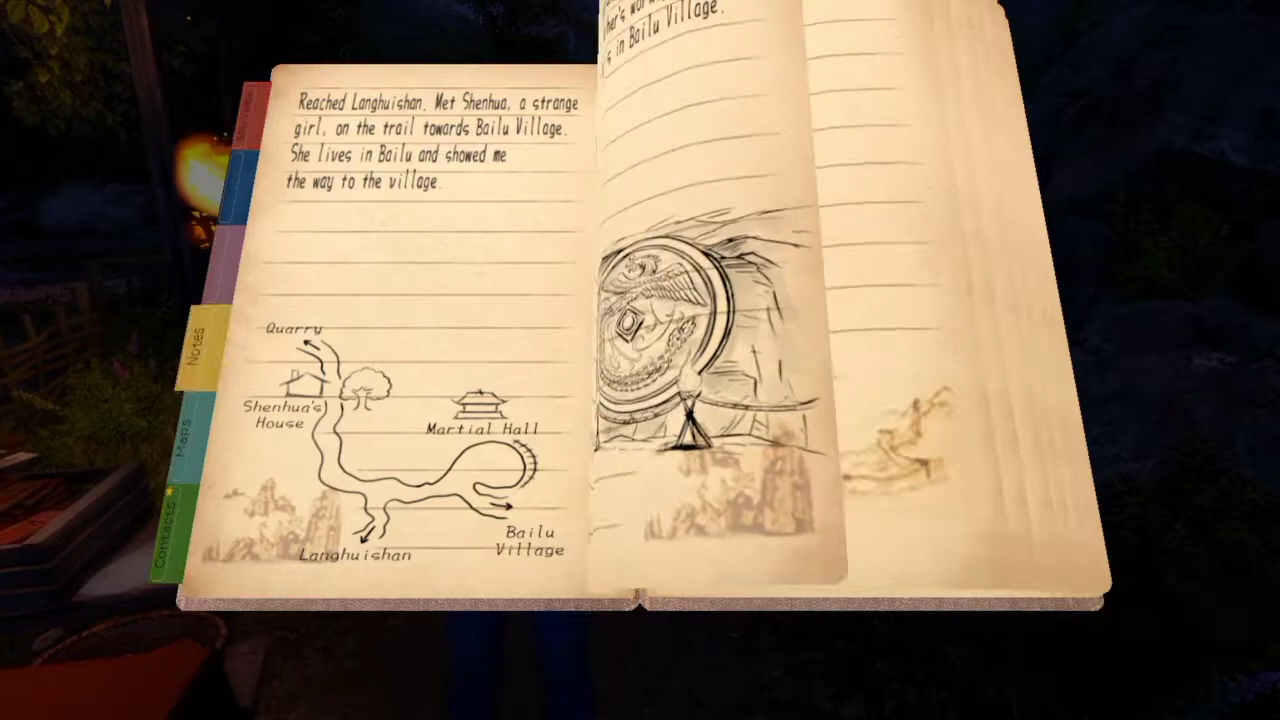 Reached Langhuishan. Met Shenhua, a strange
girl, on the trail towards Bailu Village.
She lives in Bailu and showed me
the way to the village.
Quarry
Shenhua's
House
Martial Hall
Langhuishan
Bailu
Village
in Bailu Village.
Notes
Maps
Contacts